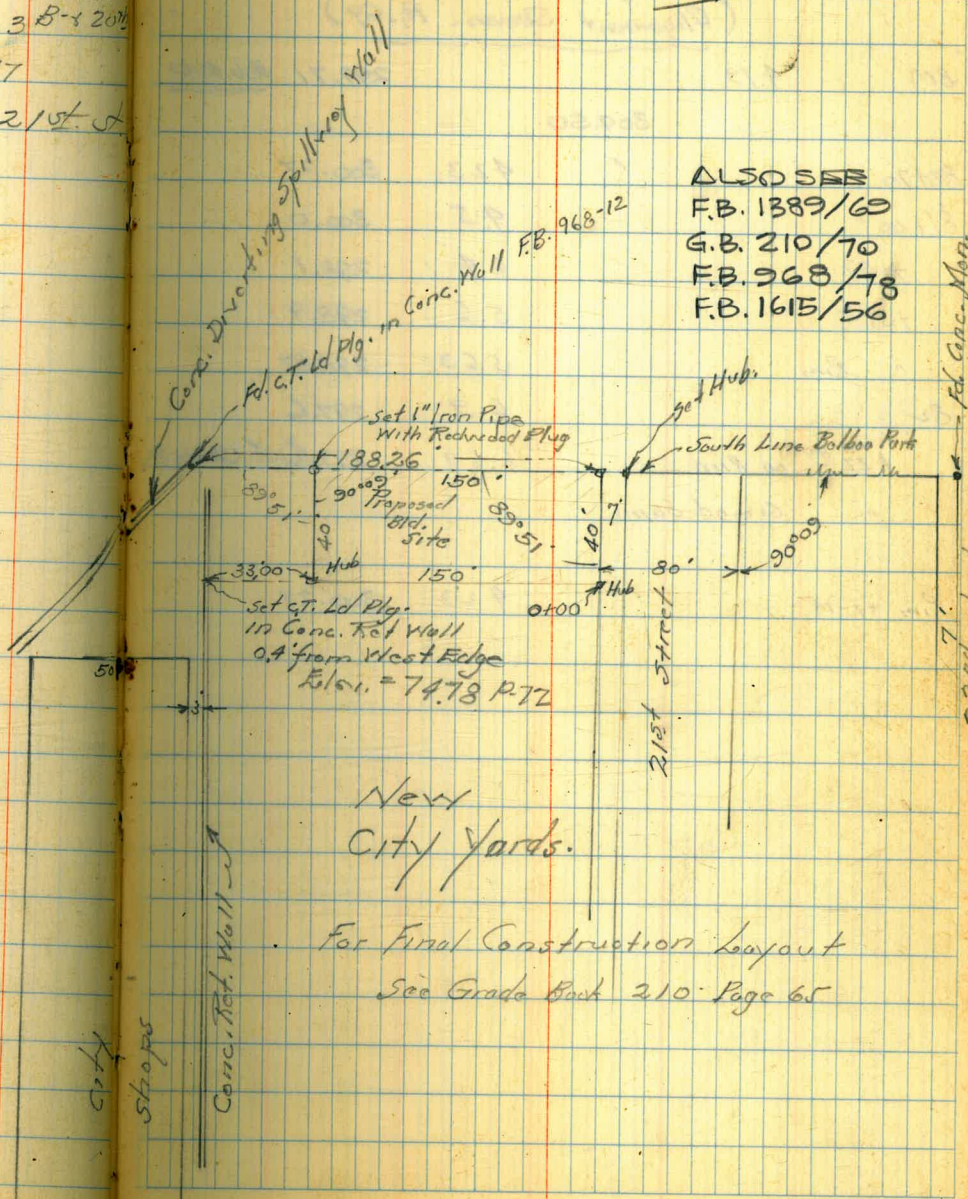 3 B-r 20th
7
21st. st
Conc. Diverting Spillway Wall
Fd. C.T. Ld Plg. in Conc. Wall F.B. 968-12
ALSO SEE
F.B. 1389/69
G.B. 210/70
F.B. 968/78
F.B. 1615/56
Fd. Conc. Mon.
Set 1" Iron Pipe
With Redwood Plug
Set Hub.
South Line Balboa Park
188.26
150'
89°51'
90°09'
Proposed
Bld.
Site
89°51
40'
40'
7'
90°09
33.00
Hub
150'
80'
0+00
Hub
Set C.T. Ld Plg.
in Conc. Ret Wall
0.4' from West Edge
Elev. = 74.78 P-72
50
3'
7'
21st Street
New
City Yards.
For Final Construction Layout
See Grade Book 210 Page 65
Conc. Ret. Wall
City
Shops